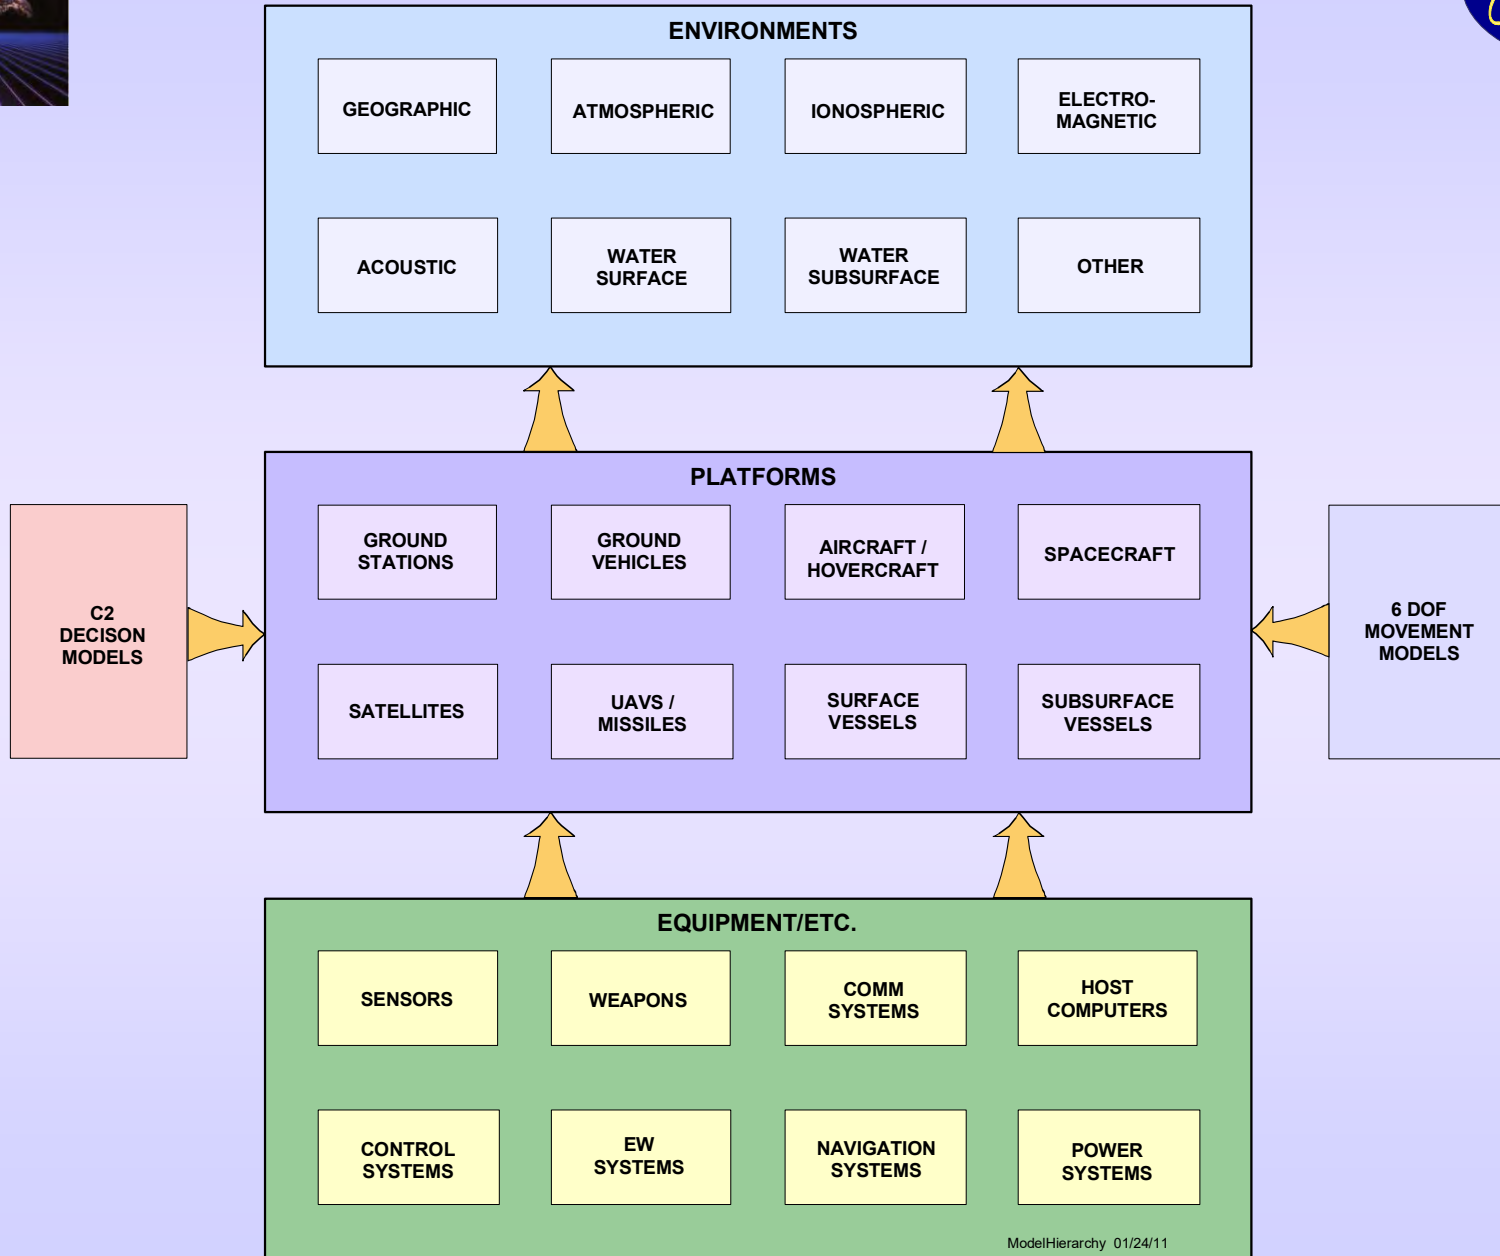 ENVIRONMENTS
GEOGRAPHIC
ATMOSPHERIC
IONOSPHERIC
ELECTRO-
MAGNETIC
ACOUSTIC
WATER
SURFACE
WATER
SUBSURFACE
OTHER
PLATFORMS
GROUND
STATIONS
GROUND
VEHICLES
AIRCRAFT /
HOVERCRAFT
SPACECRAFT
C2
DECISON
MODELS
6 DOF
MOVEMENT
MODELS
SATELLITES
UAVS /
MISSILES
SURFACE
VESSELS
SUBSURFACE
VESSELS
EQUIPMENT/ETC.
SENSORS
WEAPONS
COMM
SYSTEMS
HOST
COMPUTERS
CONTROL
SYSTEMS
EW
SYSTEMS
NAVIGATION
SYSTEMS
POWER
SYSTEMS
ModelHierarchy 01/24/11